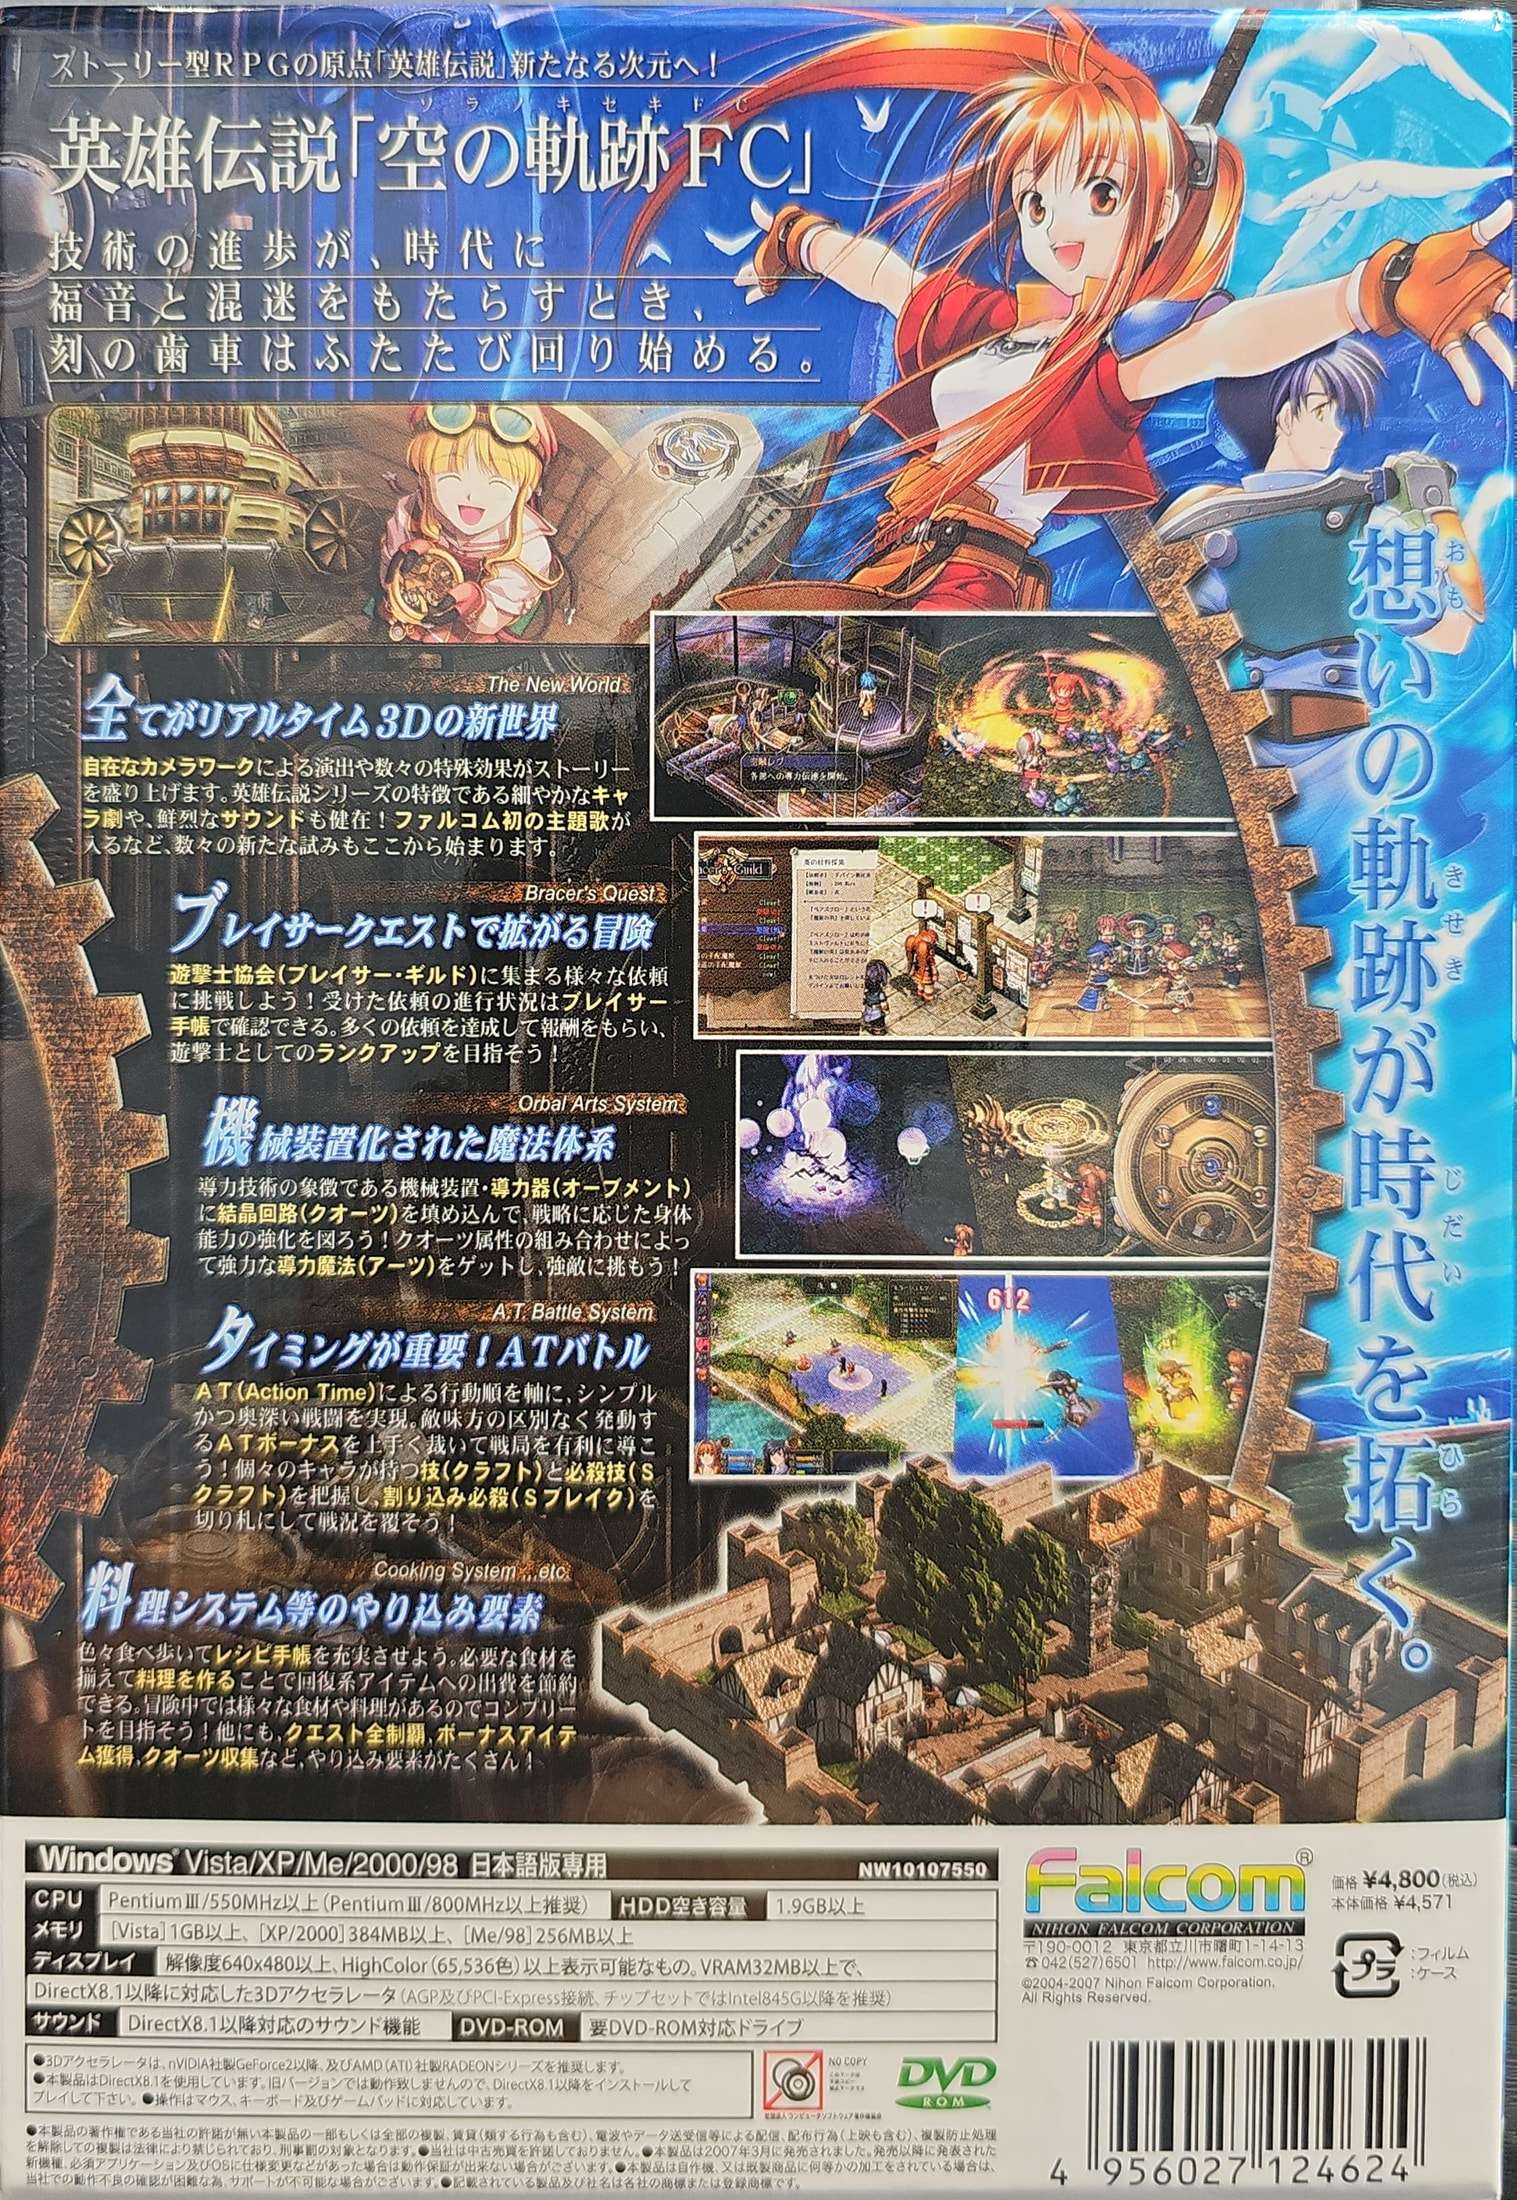 ストーリー型RPGの原点「英雄伝説」新たなる次元へ!
ソラノキセキFC
英雄伝説「空の軌跡FC」
技術の進歩が、時代に
福音と混迷をもたらすとき、
刻の歯車はふたたび回り始める。
おも きせき じだい ひら
想いの軌跡が時代を拓く。
The New World
全てがリアルタイム3Dの新世界
自在なカメラワークによる演出や数々の特殊効果がストーリー
を盛り上げます。英雄伝説シリーズの特徴である細やかなキャ
ラ劇や、鮮烈なサウンドも健在!ファルコム初の主題歌が
入るなど、数々の新たな試みもここから始まります。
各部への導力伝達を開始。
Bracer's Quest
ブレイサークエストで拡がる冒険
遊撃士協会(ブレイサー・ギルド)に集まる様々な依頼
に挑戦しよう!受けた依頼の進行状況はブレイサー
手帳で確認できる。多くの依頼を達成して報酬をもらい、
遊撃士としてのランクアップを目指そう!
Orbal Arts System
機械装置化された魔法体系
導力技術の象徴である機械装置・導力器(オーブメント)
に結晶回路(クオーツ)を填め込んで、戦略に応じた身体
能力の強化を図ろう!クオーツ属性の組み合わせによっ
て強力な導力魔法(アーツ)をゲットし、強敵に挑もう!
A.T. Battle System
タイミングが重要!ATバトル
AT(Action Time)による行動順を軸に、シンプル
かつ奥深い戦闘を実現。敵味方の区別なく発動す
るATボーナスを上手く裁いて戦局を有利に導こ
う!個々のキャラが持つ技(クラフト)と必殺技(S
クラフト)を把握し、割り込み必殺(Sブレイク)を
切り札にして戦況を覆そう!
612
Cooking System...etc
料理システム等のやり込み要素
色々食べ歩いてレシピ手帳を充実させよう。必要な食材を
揃えて料理を作ることで回復系アイテムへの出費を節約
できる。冒険中では様々な食材や料理があるのでコンプリー
トを目指そう!他にも、クエスト全制覇、ボーナスアイテ
ム獲得、クオーツ収集など、やり込み要素がたくさん!
Windows® Vista/XP/Me/2000/98 日本語版専用 NW10107550
CPU PentiumⅢ/550MHz以上(PentiumⅢ/800MHz以上推奨) HDD空き容量 1.9GB以上
メモリ [Vista]1GB以上、[XP/2000]384MB以上、[Me/98]256MB以上
ディスプレイ 解像度640x480以上、HighColor(65,536色)以上表示可能なもの。VRAM32MB以上で、
DirectX8.1以降に対応した3Dアクセラレータ(AGP及びPCI-Express接続、チップセットではIntel845G以降を推奨)
サウンド DirectX8.1以降対応のサウンド機能 DVD-ROM 要DVD-ROM対応ドライブ
●3Dアクセラレータは、nVIDIA社製GeForce2以降、及びAMD(ATI)社製RADEONシリーズを推奨します。
●本製品はDirectX8.1を使用しています。旧バージョンでは動作致しませんので、DirectX8.1以降をインストールして
プレイして下さい。●操作はマウス、キーボード及びゲームパッドに対応しています。
NO COPY
DVD
ROM
●本製品の著作権である当社の許諾が無い本製品の一部もしくは全部の複製、賃貸(類する行為も含む)、電波やデータ送受信等による配信、配布行為(上映も含む)、複製防止処理
を解除しての複製は法律により禁じられており、刑事罰の対象となります。●当社は中古売買を許諾しておりません。●本製品は2007年3月に発売されました。発売以降に発表された
新機種、必須アプリケーション及びOSに仕様変更などがあった場合は動作保証が出来ない場合がございます。●本製品は自作機、又は既製商品に何等かの加工をされている場合は、
当社での動作不良の確認が困難な為、サポートが不可能な場合がございます。●記載されている製品及び社名は各社の商標または登録商標です。
Falcom®
NIHON FALCOM CORPORATION
〒190-0012 東京都立川市曙町1-14-13
☎042(527)6501 http://www.falcom.co.jp/
©2004-2007 Nihon Falcom Corporation.
All Rights Reserved.
価格 ¥4,800(税込)
本体価格 ¥4,571
プラ
:フィルム
:ケース
4 956027 124624